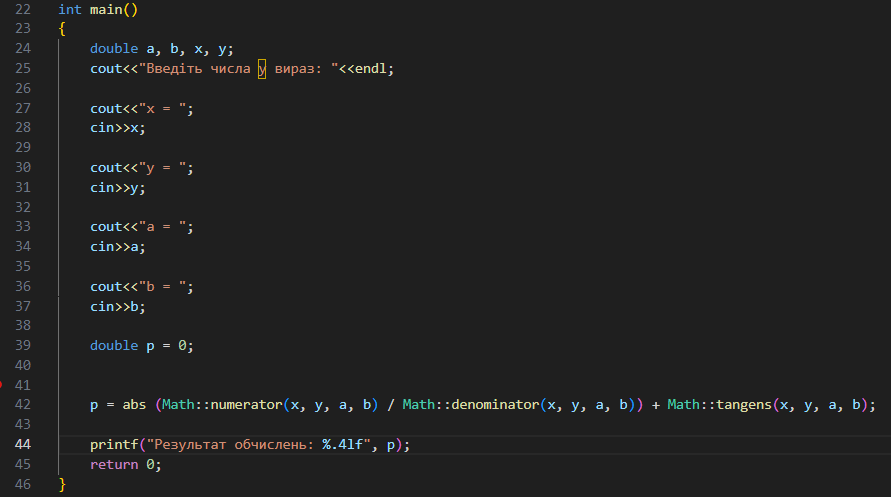 22 int main()
23 {
24 double a, b, x, y;
25 cout<<"Введіть числа у вираз: "<<endl;
26
27 cout<<"x = ";
28 cin>>x;
29
30 cout<<"y = ";
31 cin>>y;
32
33 cout<<"a = ";
34 cin>>a;
35
36 cout<<"b = ";
37 cin>>b;
38
39 double p = 0;
40
41
42 p = abs (Math::numerator(x, y, a, b) / Math::denominator(x, y, a, b)) + Math::tangens(x, y, a, b);
43
44 printf("Результат обчислень: %.4lf", p);
45 return 0;
46 }